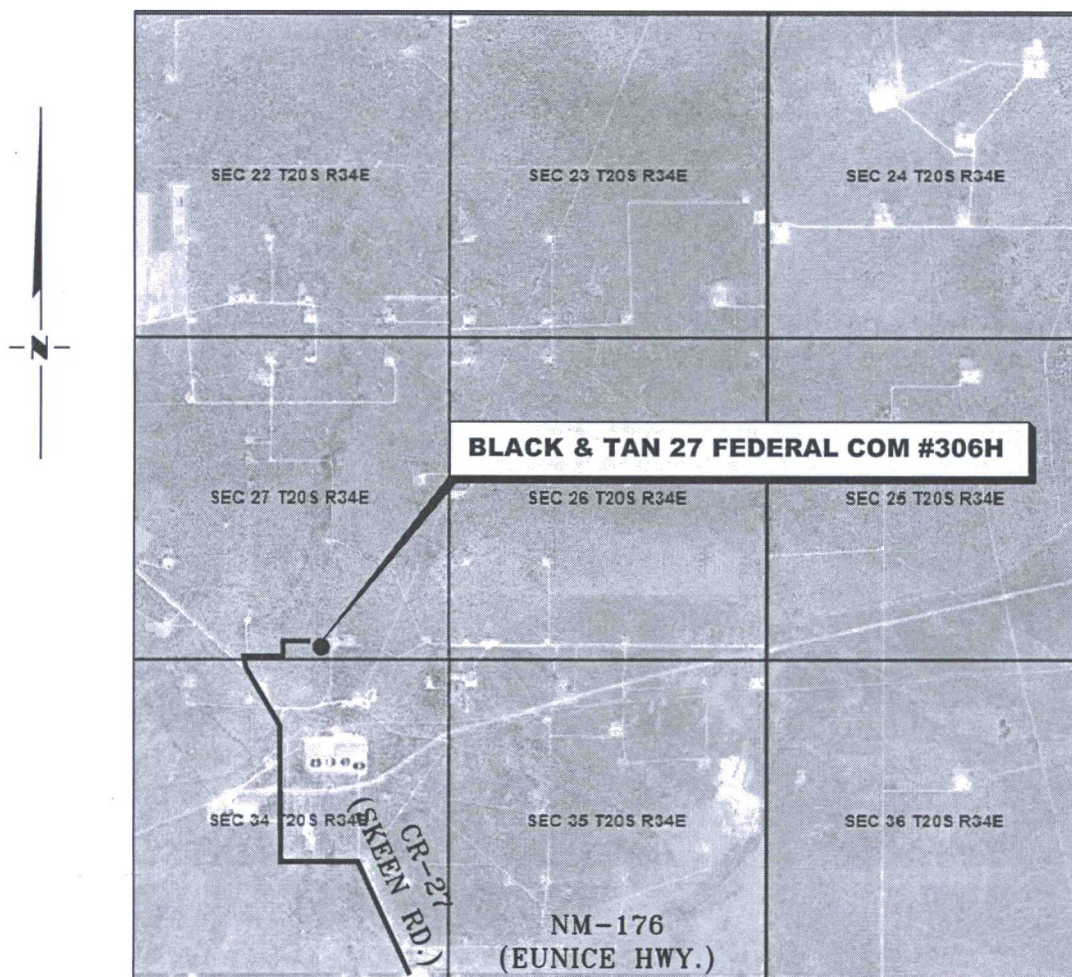 SEC 22 T20S R34E
SEC 23 T20S R34E
SEC 24 T20S R34E
N
BLACK & TAN 27 FEDERAL COM #306H
SEC 27 T20S R34E
SEC 26 T20S R34E
SEC 25 T20S R34E
SEC 34 T20S R34E
SEC 35 T20S R34E
SEC 36 T20S R34E
CR-27
(SKEEN RD.)
NM-176
(EUNICE HWY.)